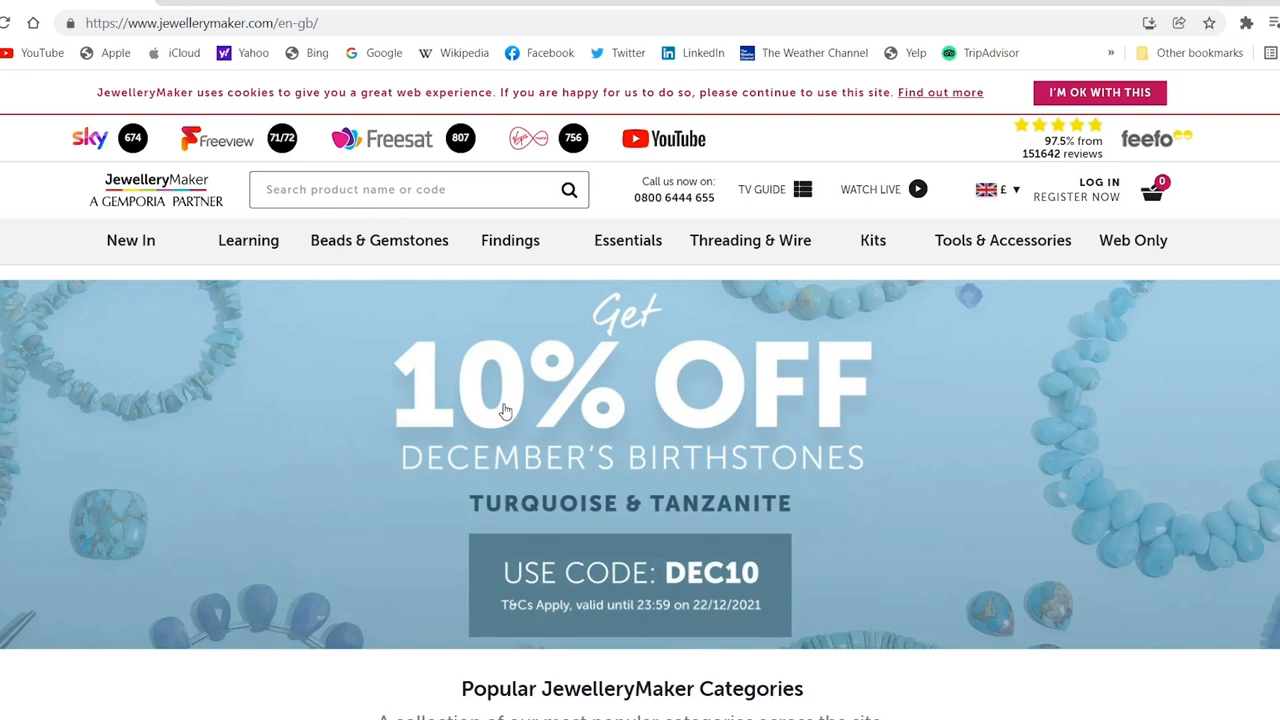 https://www.jewellerymaker.com/en-gb/
YouTube Apple iCloud Yahoo Bing Google Wikipedia Facebook Twitter LinkedIn The Weather Channel Yelp TripAdvisor » Other bookmarks
JewelleryMaker uses cookies to give you a great web experience. If you are happy for us to do so, please continue to use this site. Find out more I'M OK WITH THIS
sky 674 Freeview 71/72 Freesat 807 756 YouTube
97.5% from
151642 reviews
feefo
JewelleryMaker
A GEMPORIA PARTNER
Search product name or code
Call us now on:
0800 6444 655
TV GUIDE WATCH LIVE £
LOG IN
REGISTER NOW
0
New In Learning Beads & Gemstones Findings Essentials Threading & Wire Kits Tools & Accessories Web Only
Get
10% OFF
DECEMBER'S BIRTHSTONES
TURQUOISE & TANZANITE
USE CODE: DEC10
T&Cs Apply, valid until 23:59 on 22/12/2021
Popular JewelleryMaker Categories
A collection of our most popular categories across the site